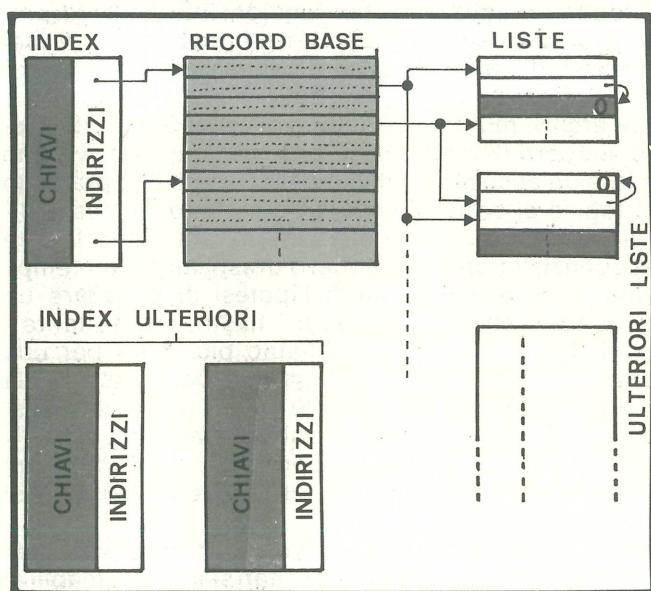 INDEX
RECORD BASE
LISTE
CHIAVI
INDIRIZZI
0
0
ULTERIORI LISTE
INDEX ULTERIORI
CHIAVI
INDIRIZZI
CHIAVI
INDIRIZZI